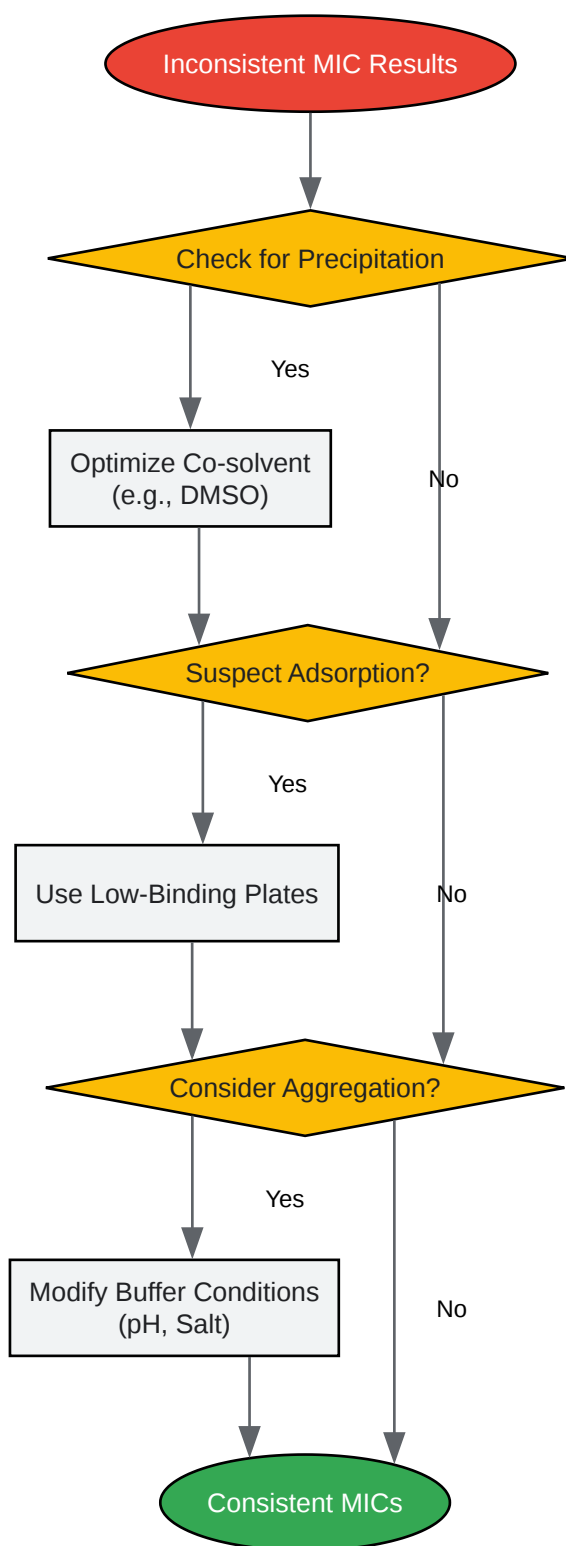 Inconsistent MIC Results
Check for Precipitation
Yes
Optimize Co-solvent
(e.g., DMSO)
No
Suspect Adsorption?
Yes
Use Low-Binding Plates
No
Consider Aggregation?
Yes
Modify Buffer Conditions
(pH, Salt)
No
Consistent MICs